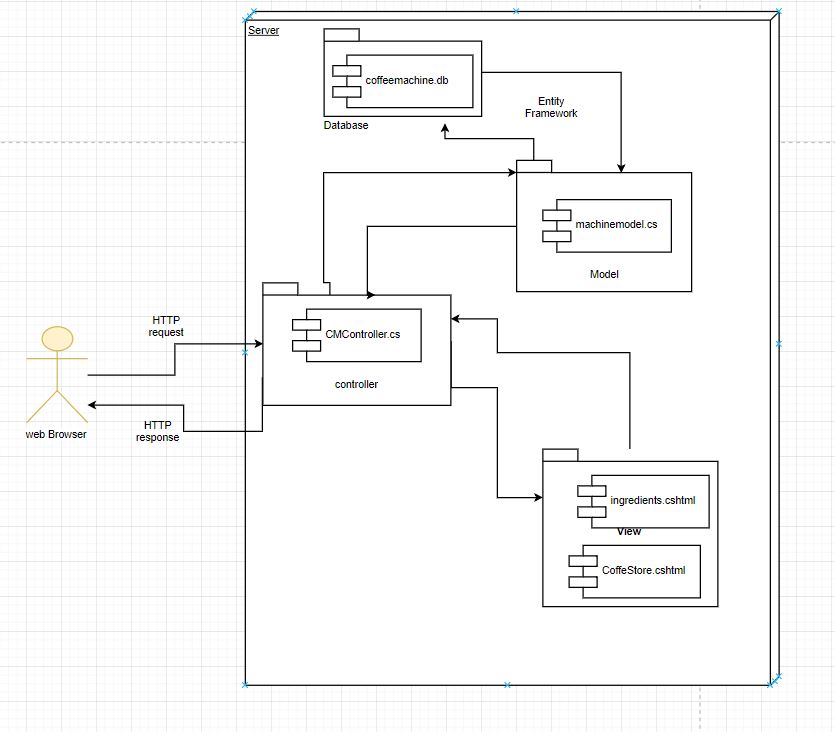 Server
coffeemachine.db
Database
Entity
Framework
machinemodel.cs
Model
HTTP
request
CMController.cs
controller
HTTP
response
web Browser
ingredients.cshtml
View
CoffeStore.cshtml